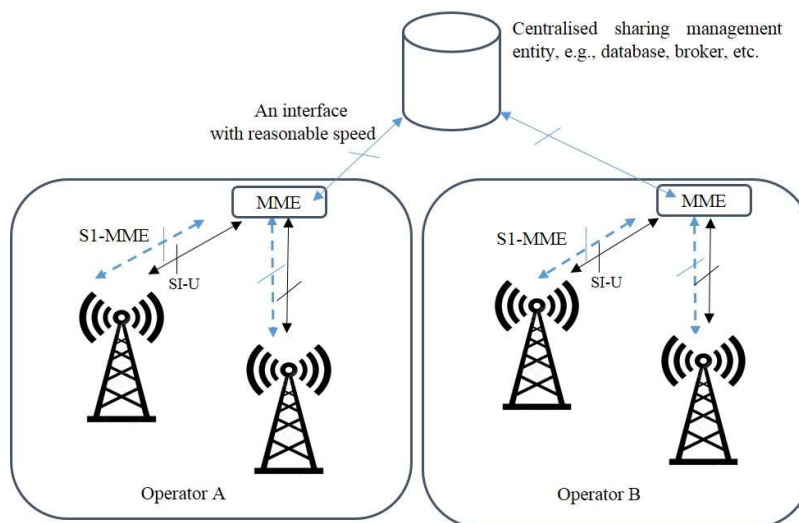 Centralised sharing management
entity, e.g., database, broker, etc.
An interface
with reasonable speed
MME
MME
S1-MME
SI-U
S1-MME
SI-U
Operator A
Operator B